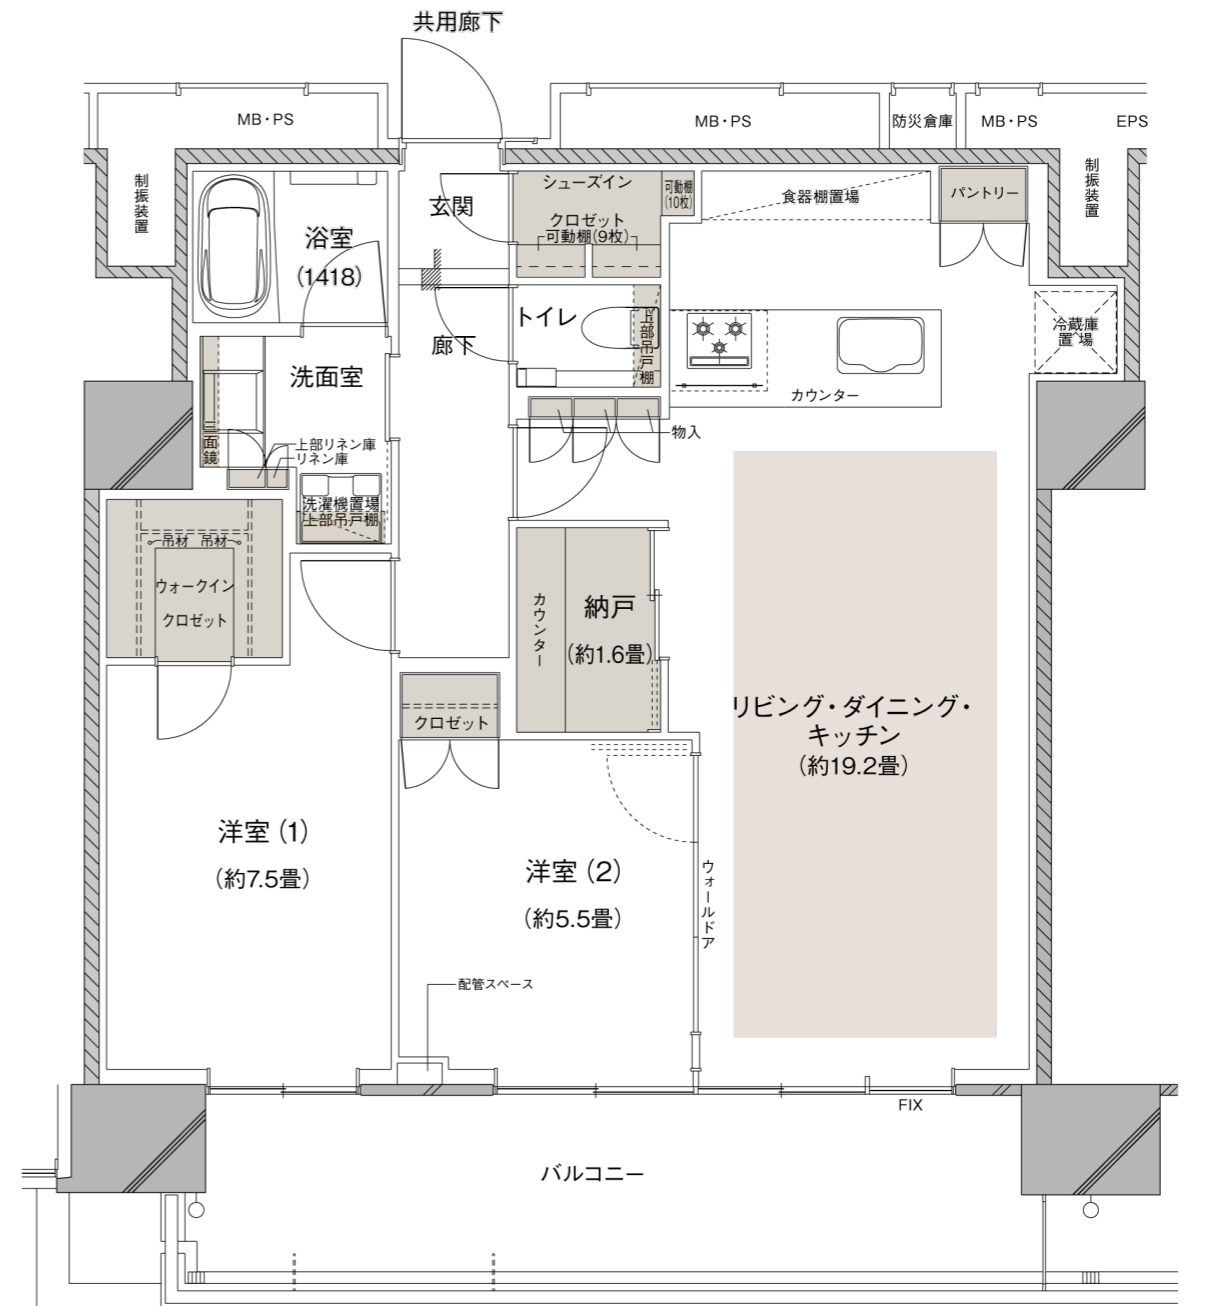 共用廊下
MB・PS
MB・PS
防災倉庫
MB・PS
EPS
制振装置
浴室
(1418)
玄関
シューズイン
クロゼット
可動棚(9枚)
可動棚
(10枚)
食器棚置場
パントリー
制振装置
トイレ
上部吊戸棚
廊下
冷蔵庫
置場
カウンター
洗面室
三面鏡
上部リネン庫
リネン庫
物入
洗濯機置場
上部吊戸棚
吊材 吊材
ウォークイン
クロゼット
カウンター
納戸
(約1.6畳)
クロゼット
リビング・ダイニング・
キッチン
(約19.2畳)
洋室(1)
(約7.5畳)
洋室(2)
(約5.5畳)
ウォールドア
配管スペース
FIX
バルコニー